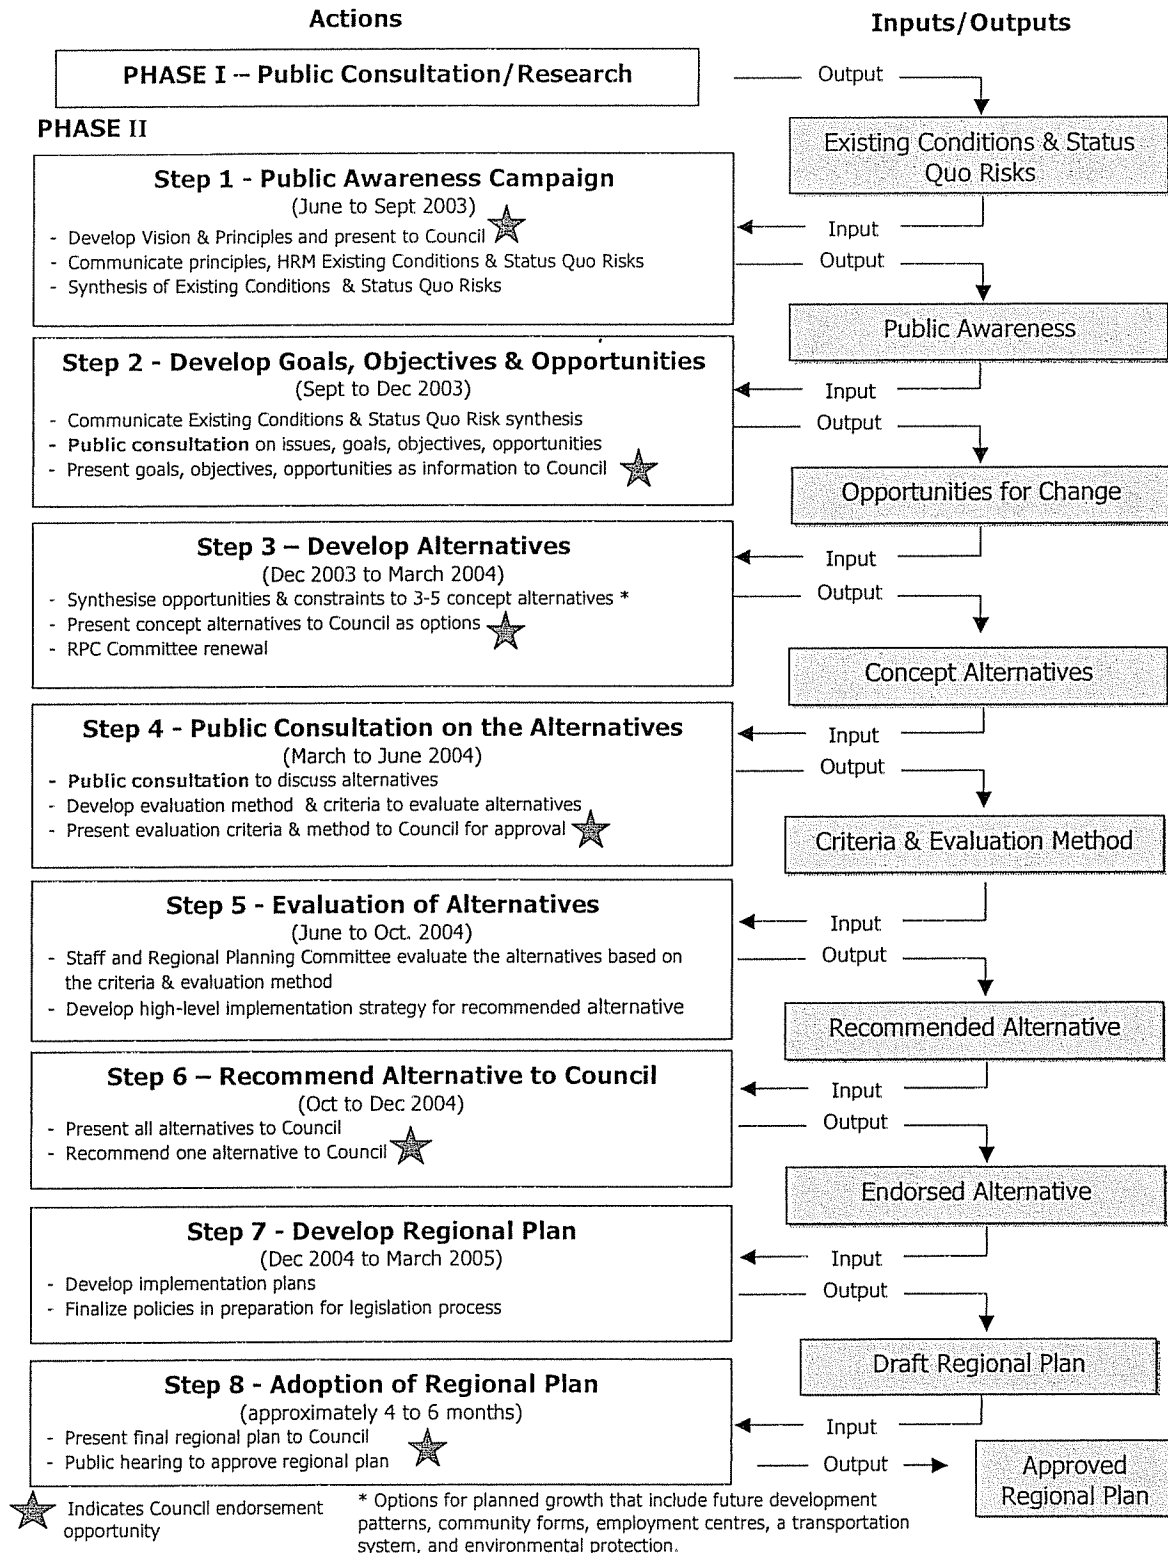 Actions
Inputs/Outputs
PHASE I – Public Consultation/Research
Output
Existing Conditions & Status
Quo Risks
PHASE II
Step 1 - Public Awareness Campaign
(June to Sept 2003)
- Develop Vision & Principles and present to Council
- Communicate principles, HRM Existing Conditions & Status Quo Risks
- Synthesis of Existing Conditions & Status Quo Risks
Input
Output
Public Awareness
Step 2 - Develop Goals, Objectives & Opportunities
(Sept to Dec 2003)
- Communicate Existing Conditions & Status Quo Risk synthesis
- Public consultation on issues, goals, objectives, opportunities
- Present goals, objectives, opportunities as information to Council
Input
Output
Opportunities for Change
Step 3 – Develop Alternatives
(Dec 2003 to March 2004)
- Synthesise opportunities & constraints to 3-5 concept alternatives *
- Present concept alternatives to Council as options
- RPC Committee renewal
Input
Output
Concept Alternatives
Step 4 - Public Consultation on the Alternatives
(March to June 2004)
- Public consultation to discuss alternatives
- Develop evaluation method & criteria to evaluate alternatives
- Present evaluation criteria & method to Council for approval
Input
Output
Criteria & Evaluation Method
Step 5 - Evaluation of Alternatives
(June to Oct. 2004)
- Staff and Regional Planning Committee evaluate the alternatives based on
the criteria & evaluation method
- Develop high-level implementation strategy for recommended alternative
Input
Output
Recommended Alternative
Step 6 – Recommend Alternative to Council
(Oct to Dec 2004)
- Present all alternatives to Council
- Recommend one alternative to Council
Input
Output
Endorsed Alternative
Step 7 - Develop Regional Plan
(Dec 2004 to March 2005)
- Develop implementation plans
- Finalize policies in preparation for legislation process
Input
Output
Draft Regional Plan
Step 8 - Adoption of Regional Plan
(approximately 4 to 6 months)
- Present final regional plan to Council
- Public hearing to approve regional plan
Input
Output
Approved
Regional Plan
Indicates Council endorsement
opportunity
* Options for planned growth that include future development
patterns, community forms, employment centres, a transportation
system, and environmental protection.